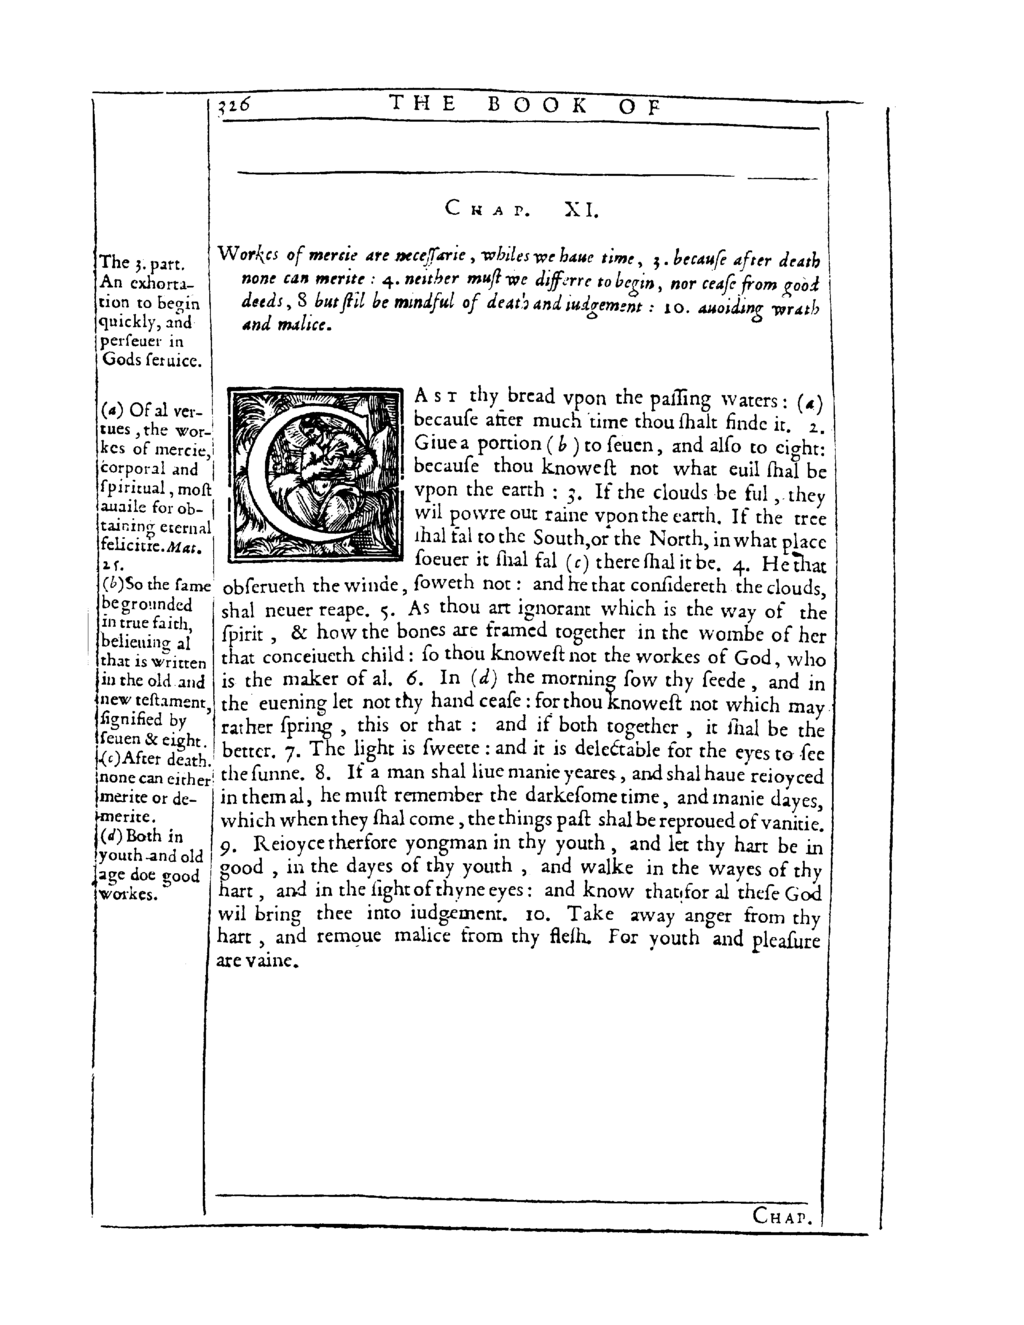 326 THE BOOK OF
CHAP. XI.
The 3. part.
An exhorta-
tion to begin
quickly, and
perſeuer in
Gods ſeruice.
Workes of mercie are neceſſarie, whiles we haue time, 3. becauſe after death
none can merite : 4. neither muſt we differre to begin, nor ceaſe from good
deeds, 8 but ſtil be mindful of death and iudgement : 10. auoiding wrath
and malice.
(a) Of al ver-
tues, the wor-
kes of mercie,
corporal and
ſpiritual, moſt
auaile for ob-
taining eternal
felicitie. Mat.
25.
(b) So the ſame
be grounded
in true faith,
belieuing al
that is written
in the old and
new teſtament,
ſignified by
ſeuen & eight.
(c) After death.
none can either
merite or de-
merite.
(d) Both in
youth and old
age doe good
workes.
CAST thy bread vpon the paſſing waters : (a)
becauſe after much time thou ſhalt finde it. 2.
Giue a portion (b) to ſeuen, and alſo to eight:
becauſe thou knoweſt not what euil ſhal be
vpon the earth : 3. If the clouds be ful, they
wil powre out raine vpon the earth. If the tree
ſhal fal to the South, or the North, in what place
ſoeuer it ſhal fal (c) there ſhal it be. 4. He that
obſerueth the winde, ſoweth not : and he that conſidereth the clouds,
shal neuer reape. 5. As thou art ignorant which is the way of the
ſpirit, & how the bones are framed together in the wombe of her
that conceiueth child : ſo thou knoweſt not the workes of God, who
is the maker of al. 6. In (d) the morning ſow thy ſeede, and in
the euening let not thy hand ceaſe : for thou knoweſt not which may
rather ſpring, this or that : and if both together, it ſhal be the
better. 7. The light is ſweete : and it is delectable for the eyes to ſee
the ſunne. 8. If a man shal liue manie yeares, and shal haue reioyced
in them al, he muſt remember the darkeſome time, and manie dayes,
which when they ſhal come, the things paſt shal be reproued of vanitie.
9. Reioyce therfore yongman in thy youth, and let thy hart be in
good, in the dayes of thy youth, and walke in the wayes of thy
hart, and in the ſight of thyne eyes : and know that for al theſe God
wil bring thee into iudgement. 10. Take away anger from thy
hart, and remoue malice from thy fleſh. For youth and pleaſure
are vaine.
CHAP.